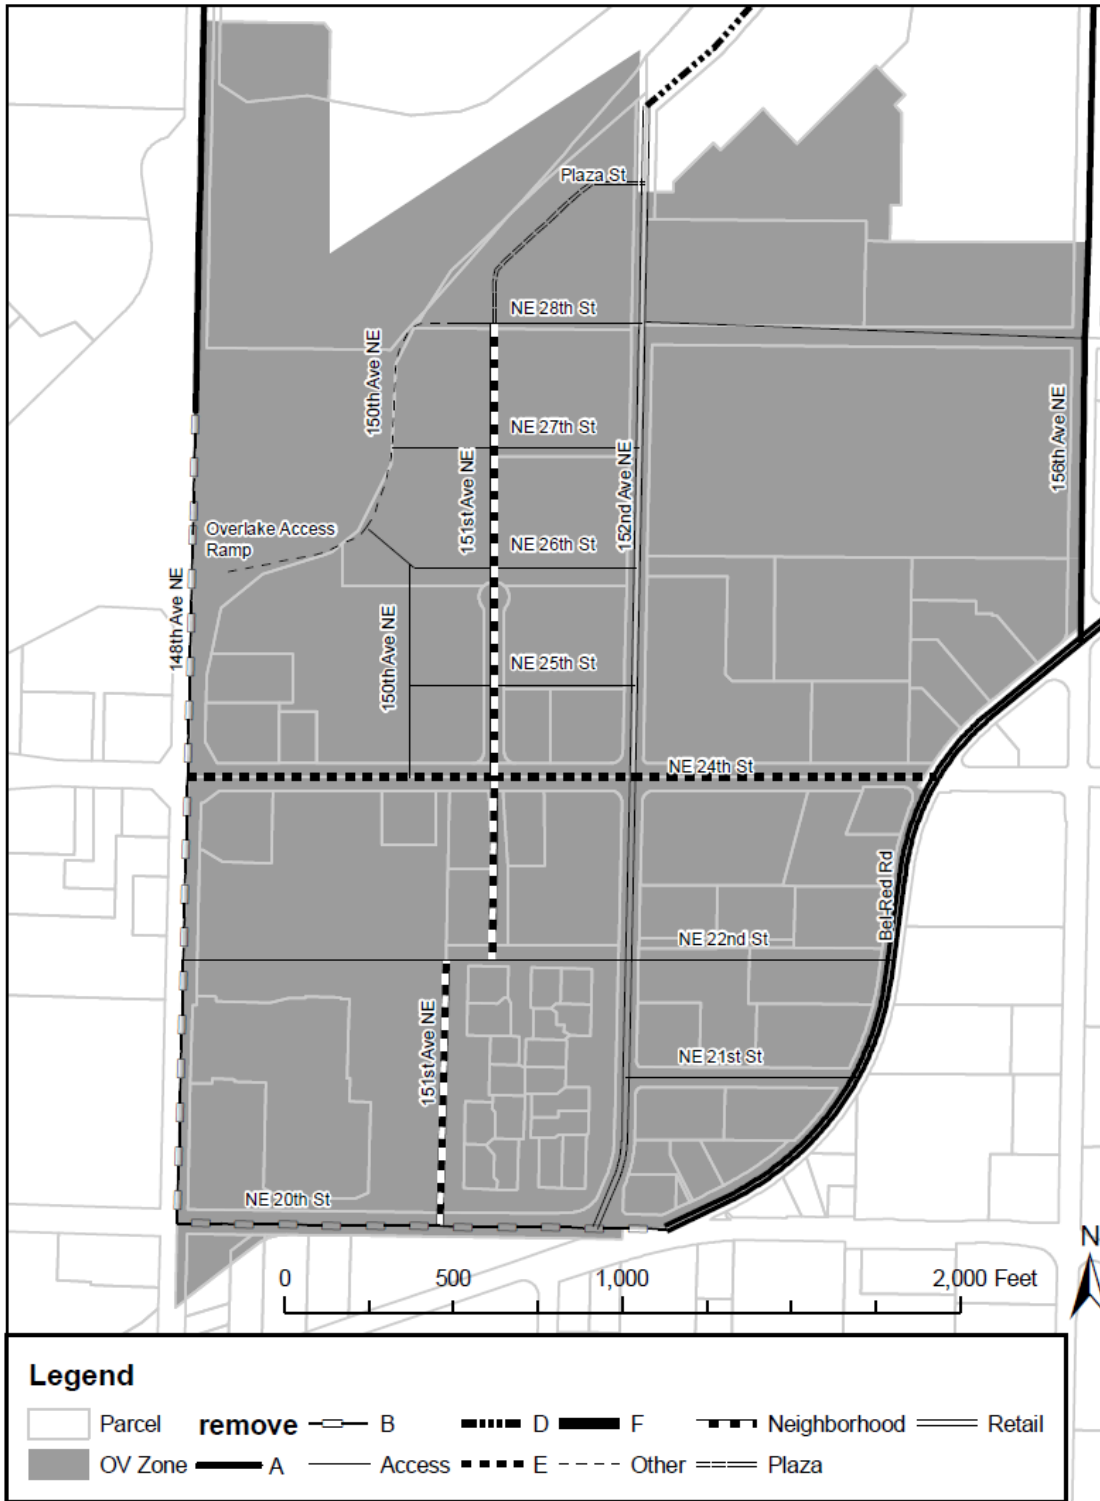 Plaza St
NE 28th St
150th Ave NE
NE 27th St
151st Ave NE
152nd Ave NE
156th Ave NE
Overlake Access
Ramp
NE 26th St
148th Ave NE
150th Ave NE
NE 25th St
NE 24th St
Bel-Red Rd
NE 22nd St
151st Ave NE
NE 21st St
NE 20th St
N
0 500 1,000 2,000 Feet
Legend
Parcel remove B D F Neighborhood Retail
OV Zone A Access E Other Plaza